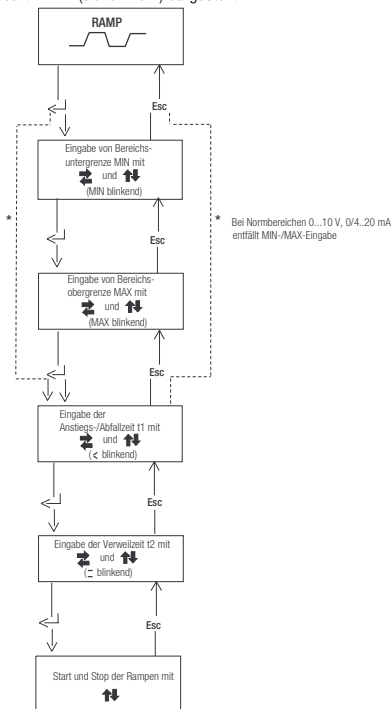 RAMP
Esc
Eingabe von Bereichs-
untergrenze MIN mit
und
(MIN blinkend)
*
*
Bei Normbereichen 0...10 V, 0/4..20 mA
entfällt MIN-/MAX-Eingabe
Esc
Eingabe von Bereichs-
obergrenze MAX mit
und
(MAX blinkend)
Esc
Eingabe der
Anstiegs-/Abfallzeit t1 mit
und
( < blinkend)
Esc
Eingabe der Verweilzeit t2 mit
und
( blinkend)
Esc
Start und Stop der Rampen mit